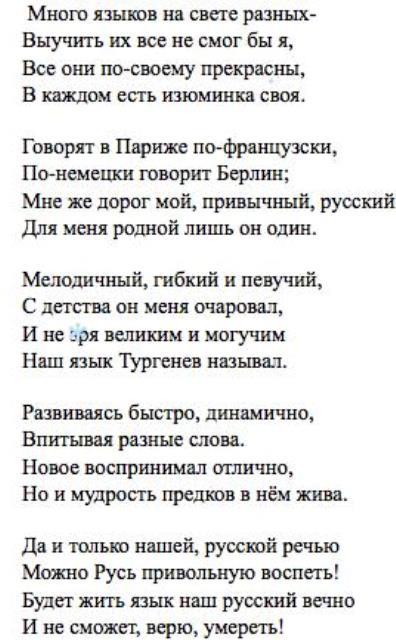 Много языков на свете разных-
Выучить их все не смог бы я,
Все они по-своему прекрасны,
В каждом есть изюминка своя.

Говорят в Париже по-французски,
По-немецки говорит Берлин;
Мне же дорог мой, привычный, русский
Для меня родной лишь он один.

Мелодичный, гибкий и певучий,
С детства он меня очаровал,
И не зря великим и могучим
Наш язык Тургенев называл.

Развиваясь быстро, динамично,
Впитывая разные слова.
Новое воспринимал отлично,
Но и мудрость предков в нём жива.

Да и только нашей, русской речью
Можно Русь привольную воспеть!
Будет жить язык наш русский вечно
И не сможет, верю, умереть!